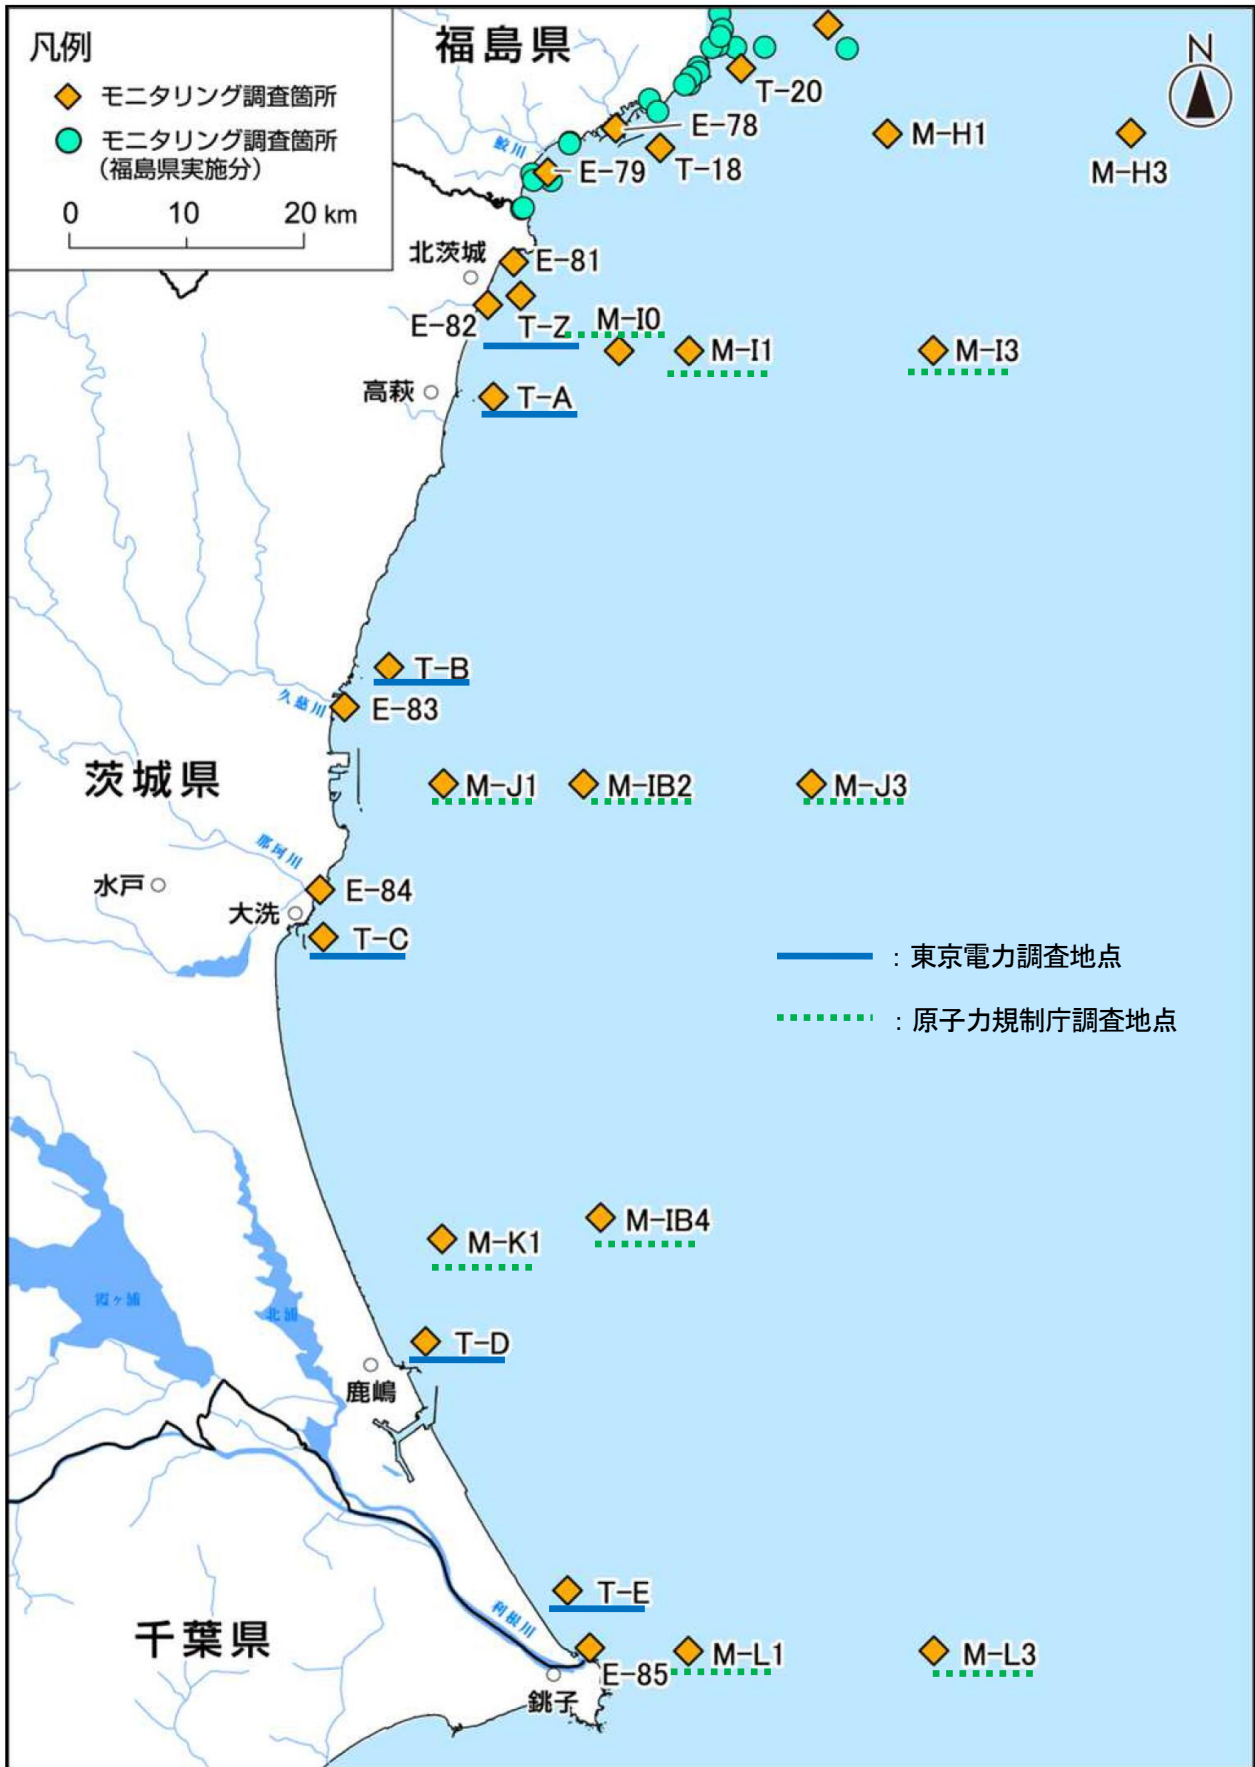 凡例
モニタリング調査箇所
モニタリング調査箇所
(福島県実施分)
0 10 20 km
福島県
N
T-20
E-78
M-H1
鮫川
E-79
T-18
M-H3
北茨城
E-81
E-82
T-Z
M-I0
M-I1
M-I3
高萩
T-A
T-B
久慈川
E-83
茨城県
M-J1
M-IB2
M-J3
那珂川
水戸
E-84
大洗
T-C
：東京電力調査地点
：原子力規制庁調査地点
M-IB4
M-K1
霞ヶ浦
北浦
T-D
鹿嶋
T-E
利根川
千葉県
E-85
M-L1
M-L3
銚子